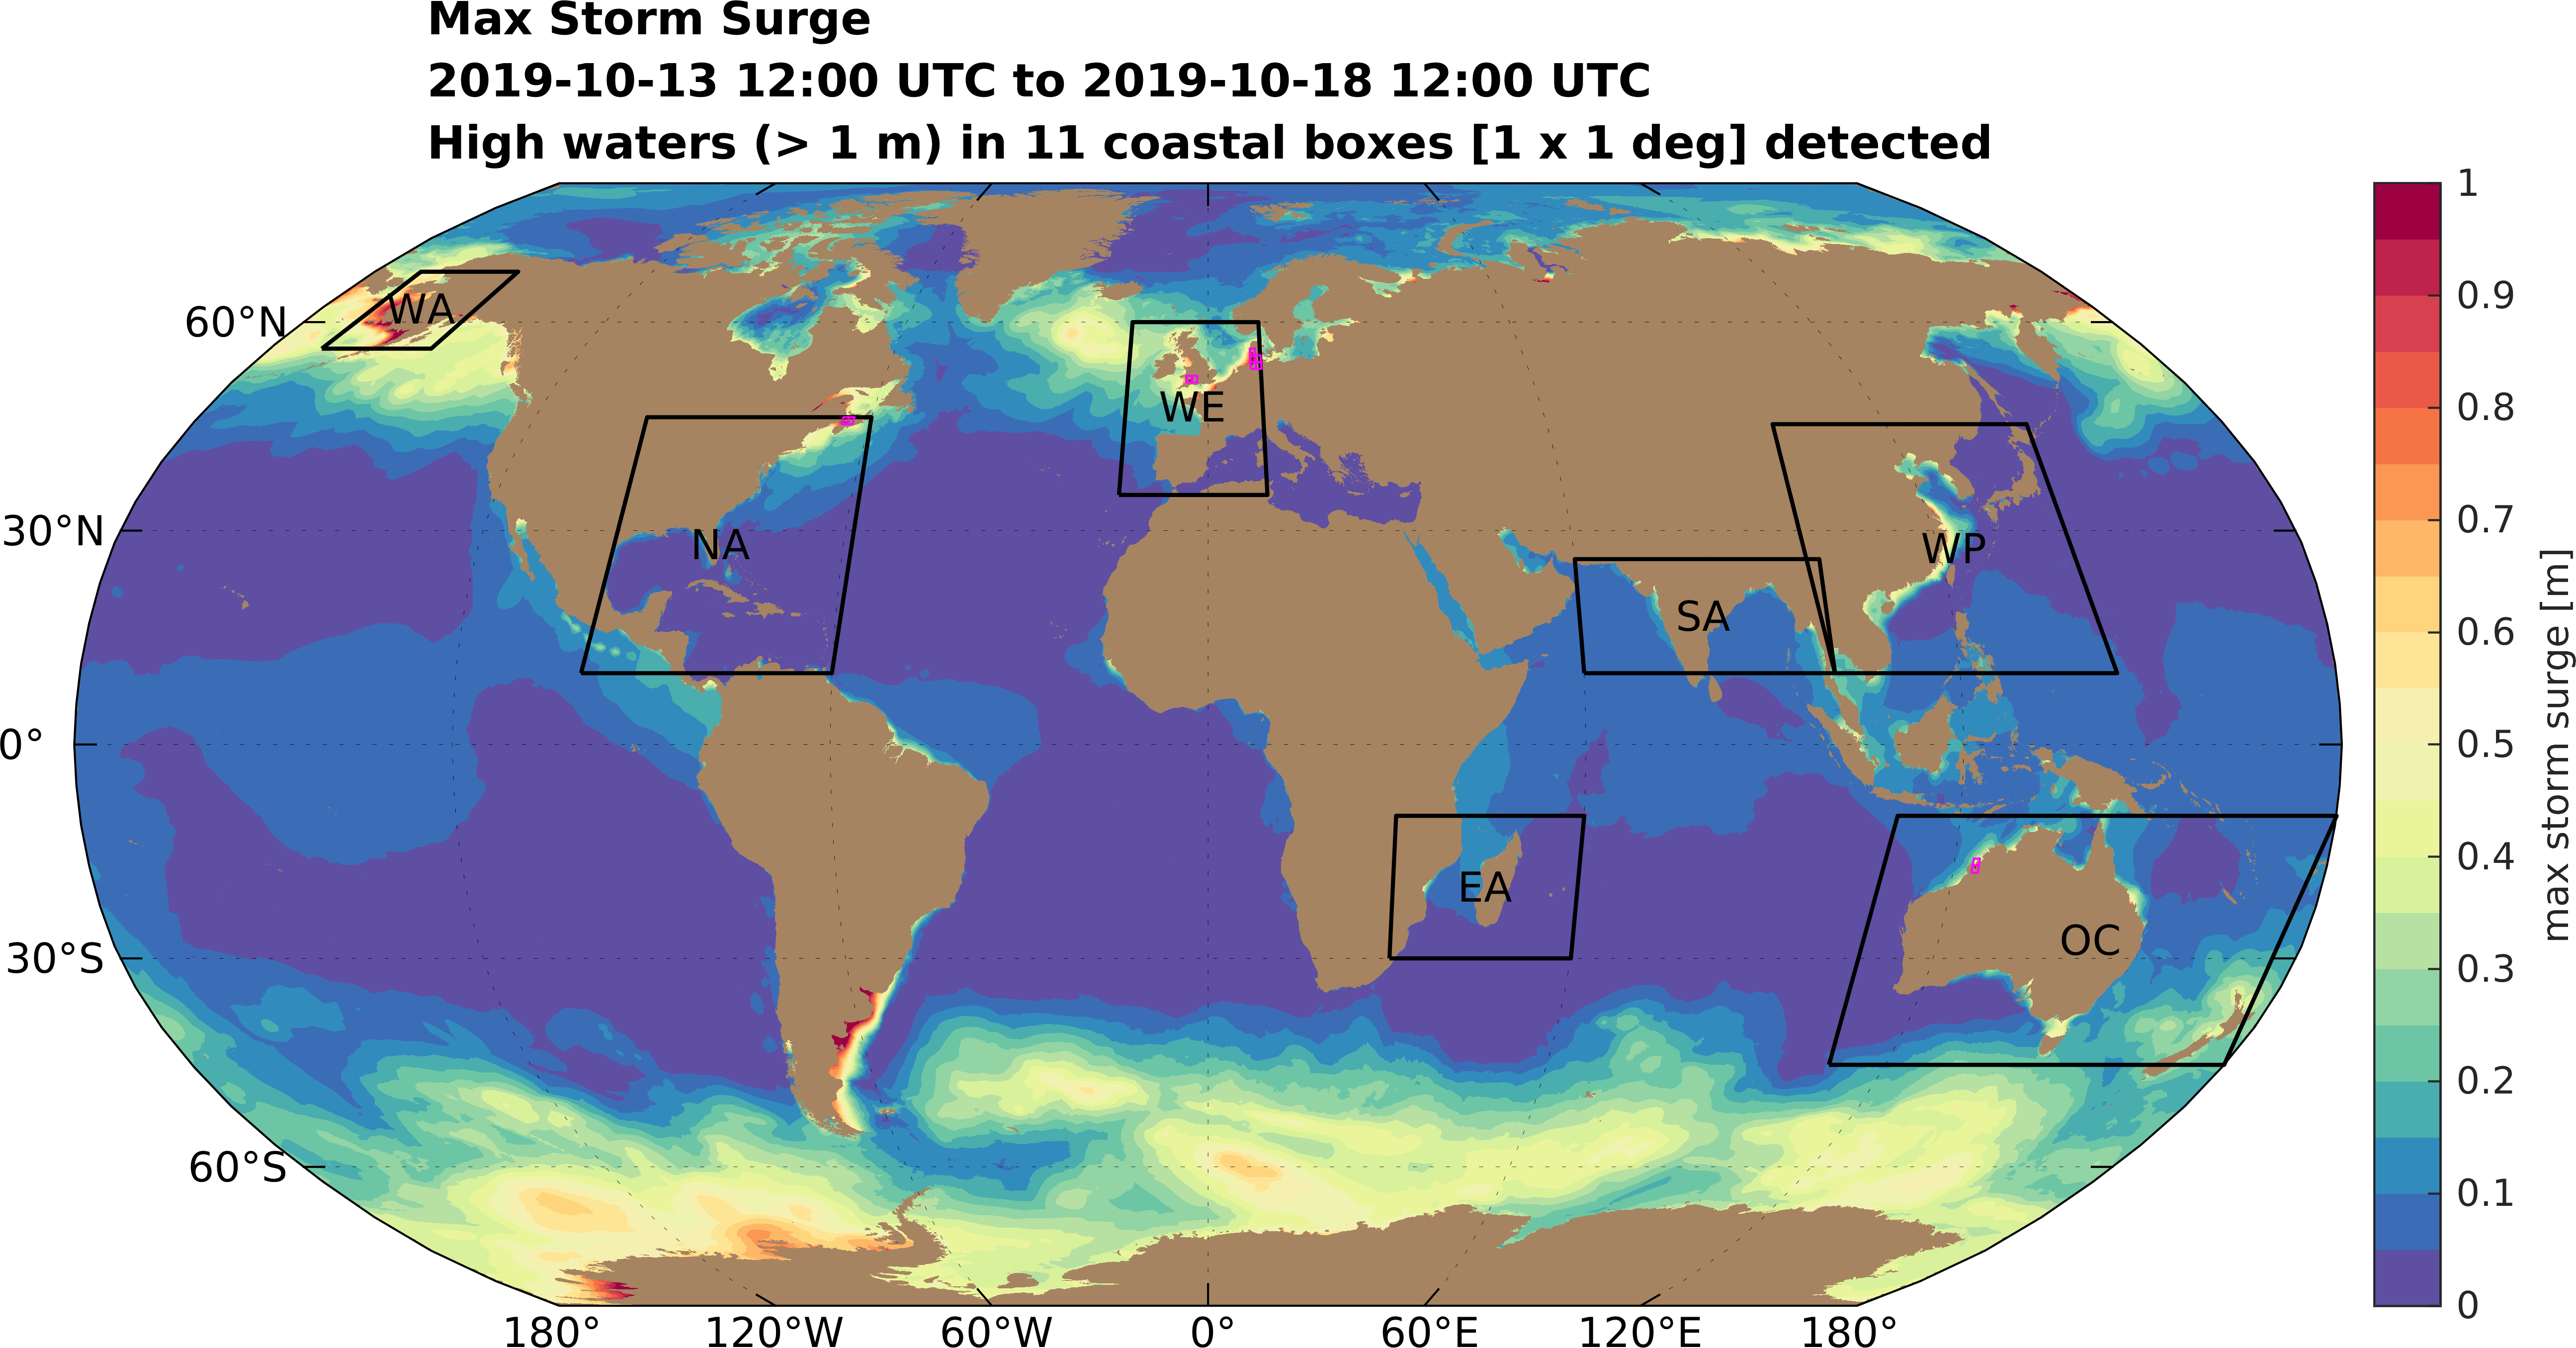 Max Storm Surge
2019-10-13 12:00 UTC to 2019-10-18 12:00 UTC
High waters (> 1 m) in 11 coastal boxes [1 x 1 deg] detected
WA
60°N
WE
NA
30°N
WP
SA
0°
EA
OC
30°S
60°S
180° 120°W 60°W 0° 60°E 120°E 180°
1
0.9
0.8
0.7
0.6
0.5
0.4
0.3
0.2
0.1
0
max storm surge [m]